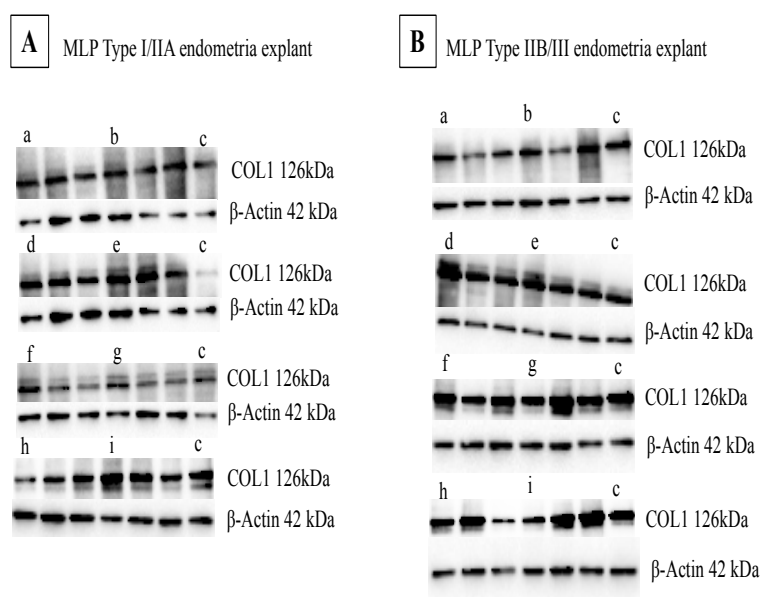 A MLP Type I/IIA endometria explant
a b c
COL1 126kDa
β-Actin 42 kDa
d e c
COL1 126kDa
β-Actin 42 kDa
f g c
COL1 126kDa
β-Actin 42 kDa
h i c
COL1 126kDa
β-Actin 42 kDa
B MLP Type IIB/III endometria explant
a b c
COL1 126kDa
β-Actin 42 kDa
d e c
COL1 126kDa
β-Actin 42 kDa
f g c
COL1 126kDa
β-Actin 42 kDa
h i c
COL1 126kDa
β-Actin 42 kDa